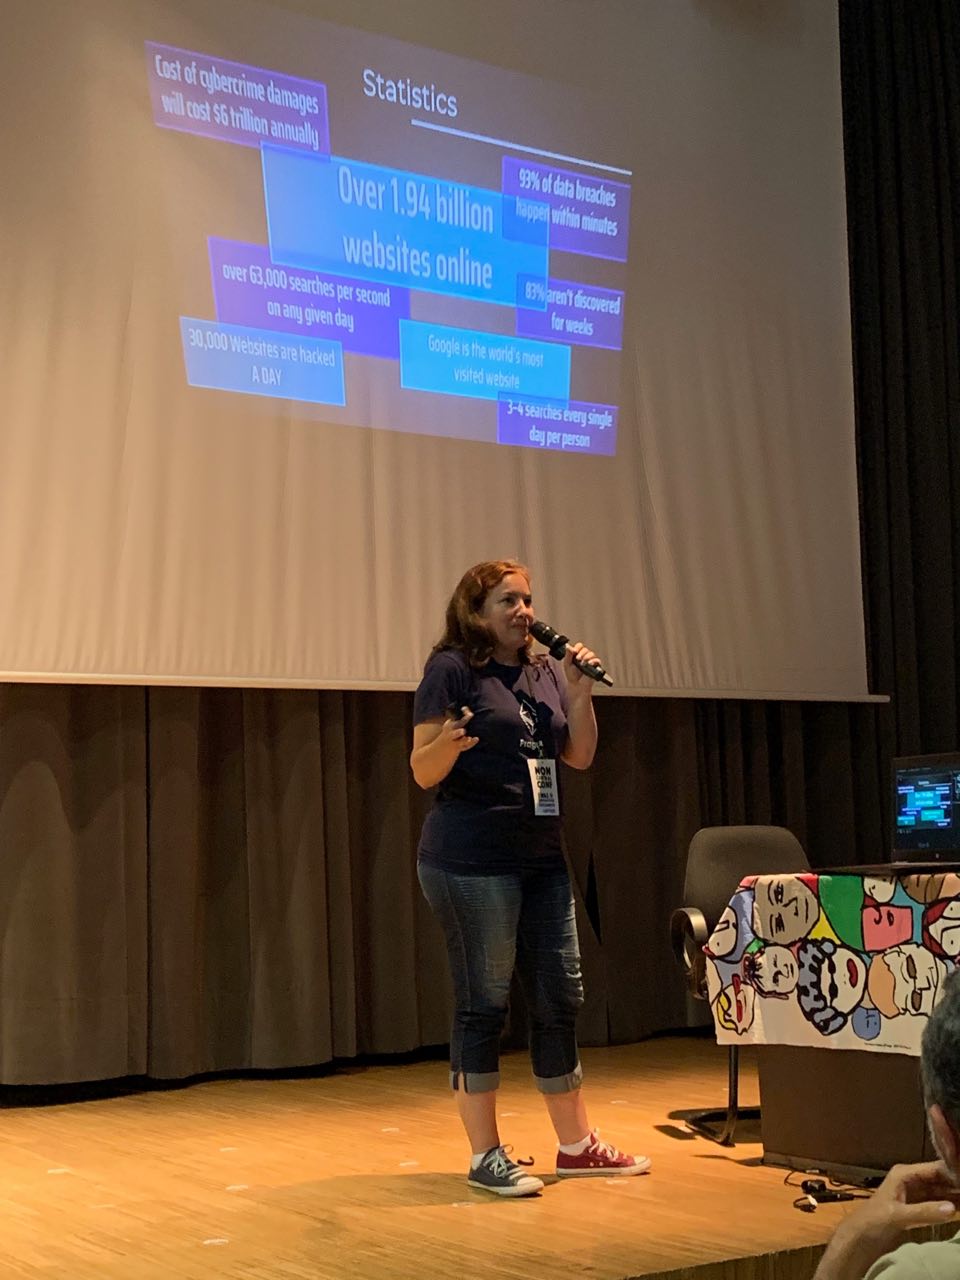 Statistics
Cost of cybercrime damages
will cost $6 trillion annually
Over 1.94 billion
websites online
93% of data breaches
happen within minutes
over 63,000 searches per second
on any given day
83% aren't discovered
for weeks
30,000 Websites are hacked
A DAY
Google is the world's most
visited website
3-4 searches every single
day per person
CONF